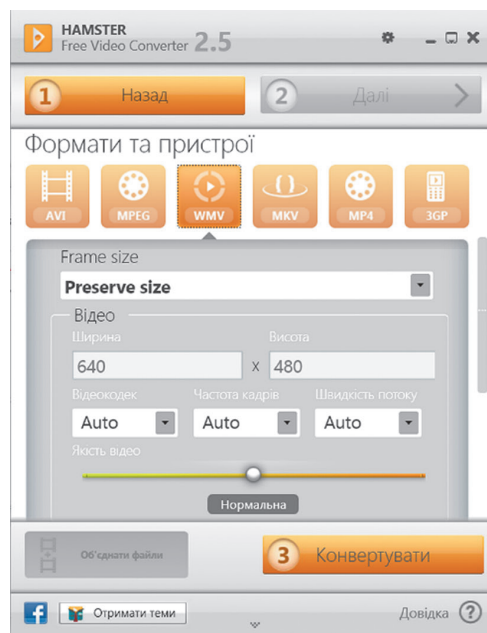 HAMSTER
Free Video Converter 2.5
1 Назад 2 Далі
Формати та пристрої
AVI MPEG WMV MKV MP4 3GP
Frame size
Preserve size
Відео
Ширина Висота
640 x 480
Відеокодек Частота кадрів Швидкість потоку
Auto Auto Auto
Якість відео
Нормальна
Об'єднати файли 3 Конвертувати
f Отримати теми Довідка ?